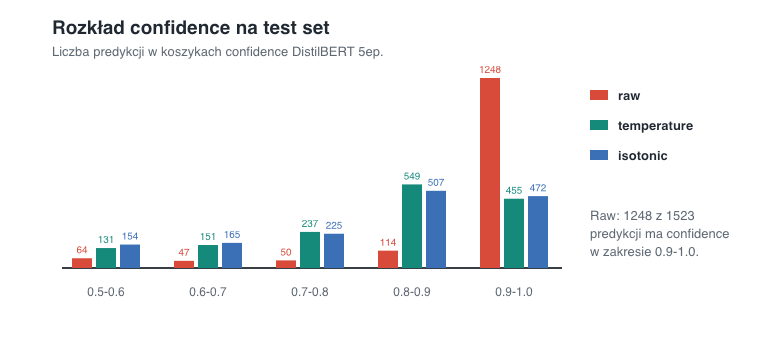 Rozkład confidence na test set
Liczba predykcji w koszykach confidence DistilBERT 5ep.
1248
raw
temperature
isotonic
549
507
455
472
237
225
131
154
151
165
114
64
47
50
Raw: 1248 z 1523
predykcji ma confidence
w zakresie 0.9-1.0.
0.5-0.6
0.6-0.7
0.7-0.8
0.8-0.9
0.9-1.0